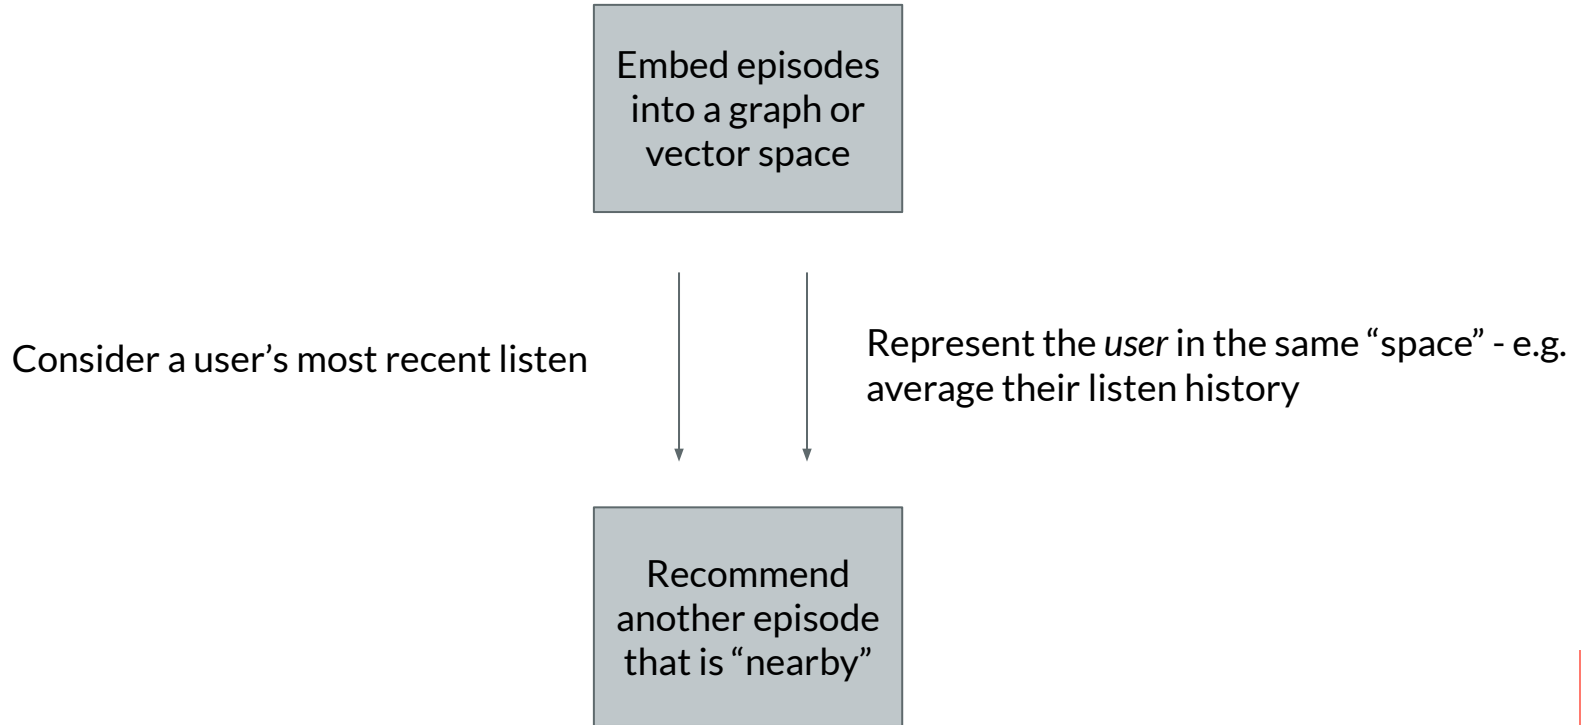 Embed episodes
into a graph or
vector space
Consider a user’s most recent listen
Represent the user in the same “space” - e.g.
average their listen history
Recommend
another episode
that is “nearby”